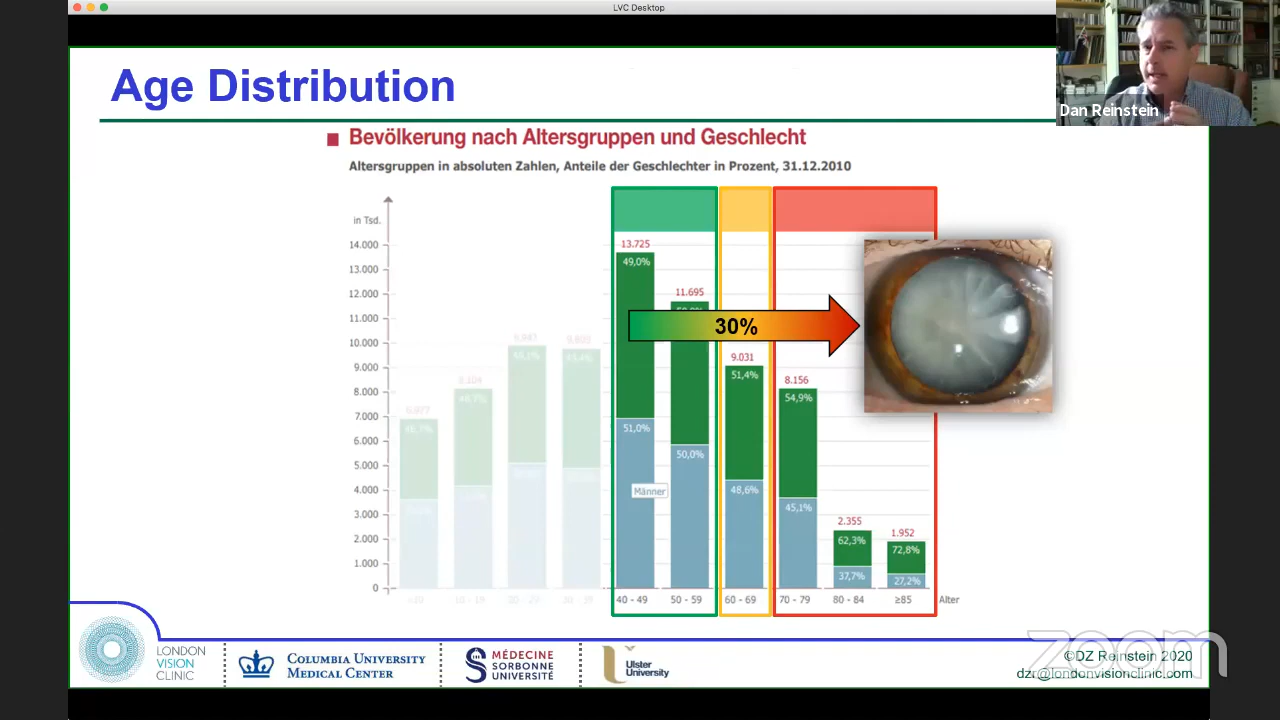 LVC Desktop
Age Distribution
Dan Reinstein
Bevölkerung nach Altersgruppen und Geschlecht
Altersgruppen in absoluten Zahlen, Anteile der Geschlechter in Prozent, 31.12.2010
in Tsd.
14.000
13.000
12.000
11.000
10.000
9.000
8.000
7.000
6.000
5.000
4.000
3.000
2.000
1.000
0
8.104
13.725
49,0%
51,0%
Männer
11.695
50,0%
9.031
51,4%
48,6%
8.156
54,9%
45,1%
2.355
62,3%
37,7%
1.952
72,8%
27,2%
30%
10 - 19
30 - 39
40 - 49
50 - 59
60 - 69
70 - 79
80 - 84
≥85
Alter
LONDON
VISION
CLINIC
COLUMBIA UNIVERSITY
MEDICAL CENTER
MÉDECINE
SORBONNE
UNIVERSITÉ
Ulster
University
©DZ Reinstein 2020
dzr@londonvisionclinic.com
zoom